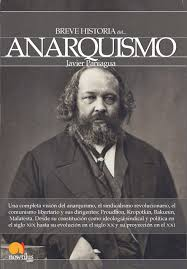 BREVE HISTORIA del...
ANARQUISMO
Javier Paniagua
Una completa visión del anarquismo, el sindicalismo revolucionario, el
comunismo libertario y sus dirigentes: Proudhon, Kropotkin, Bakunin,
Malatesta. Desde su constitución como ideología sindical y política en
el siglo XIX hasta su evolución en el siglo XX y su proyección en el XXI
nowtilus